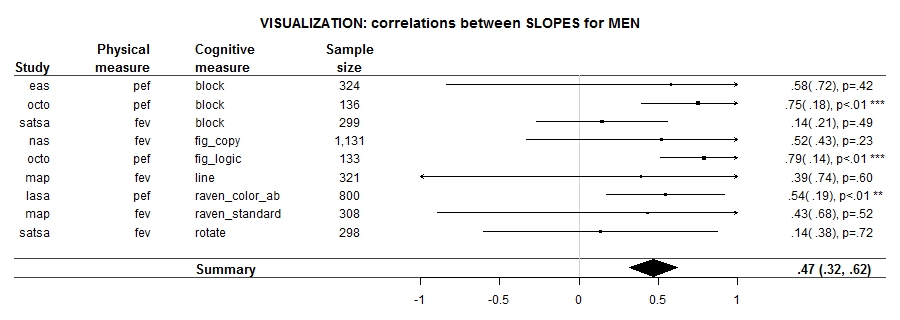 VISUALIZATION: correlations between SLOPES for MEN
Physical Cognitive Sample
Study measure measure size
eas pef block 324 .58( .72), p=.42
octo pef block 136 .75( .18), p<.01 ***
satsa fev block 299 .14( .21), p=.49
nas fev fig_copy 1,131 .52( .43), p=.23
octo pef fig_logic 133 .79( .14), p<.01 ***
map fev line 321 .39( .74), p=.60
lasa pef raven_color_ab 800 .54( .19), p<.01 **
map fev raven_standard 308 .43( .68), p=.52
satsa fev rotate 298 .14( .38), p=.72
Summary .47 (.32, .62)
-1 -0.5 0 0.5 1